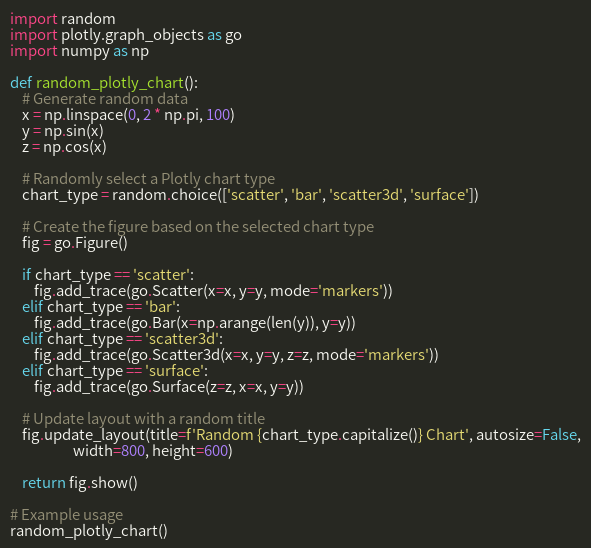 import random
import plotly.graph_objects as go
import numpy as np

def random_plotly_chart():
    # Generate random data
    x = np.linspace(0, 2 * np.pi, 100)
    y = np.sin(x)
    z = np.cos(x)

    # Randomly select a Plotly chart type
    chart_type = random.choice(['scatter', 'bar', 'scatter3d', 'surface'])

    # Create the figure based on the selected chart type
    fig = go.Figure()

    if chart_type == 'scatter':
        fig.add_trace(go.Scatter(x=x, y=y, mode='markers'))
    elif chart_type == 'bar':
        fig.add_trace(go.Bar(x=np.arange(len(y)), y=y))
    elif chart_type == 'scatter3d':
        fig.add_trace(go.Scatter3d(x=x, y=y, z=z, mode='markers'))
    elif chart_type == 'surface':
        fig.add_trace(go.Surface(z=z, x=x, y=y))

    # Update layout with a random title
    fig.update_layout(title=f'Random {chart_type.capitalize()} Chart', autosize=False,
                      width=800, height=600)

    return fig.show()

# Example usage
random_plotly_chart()